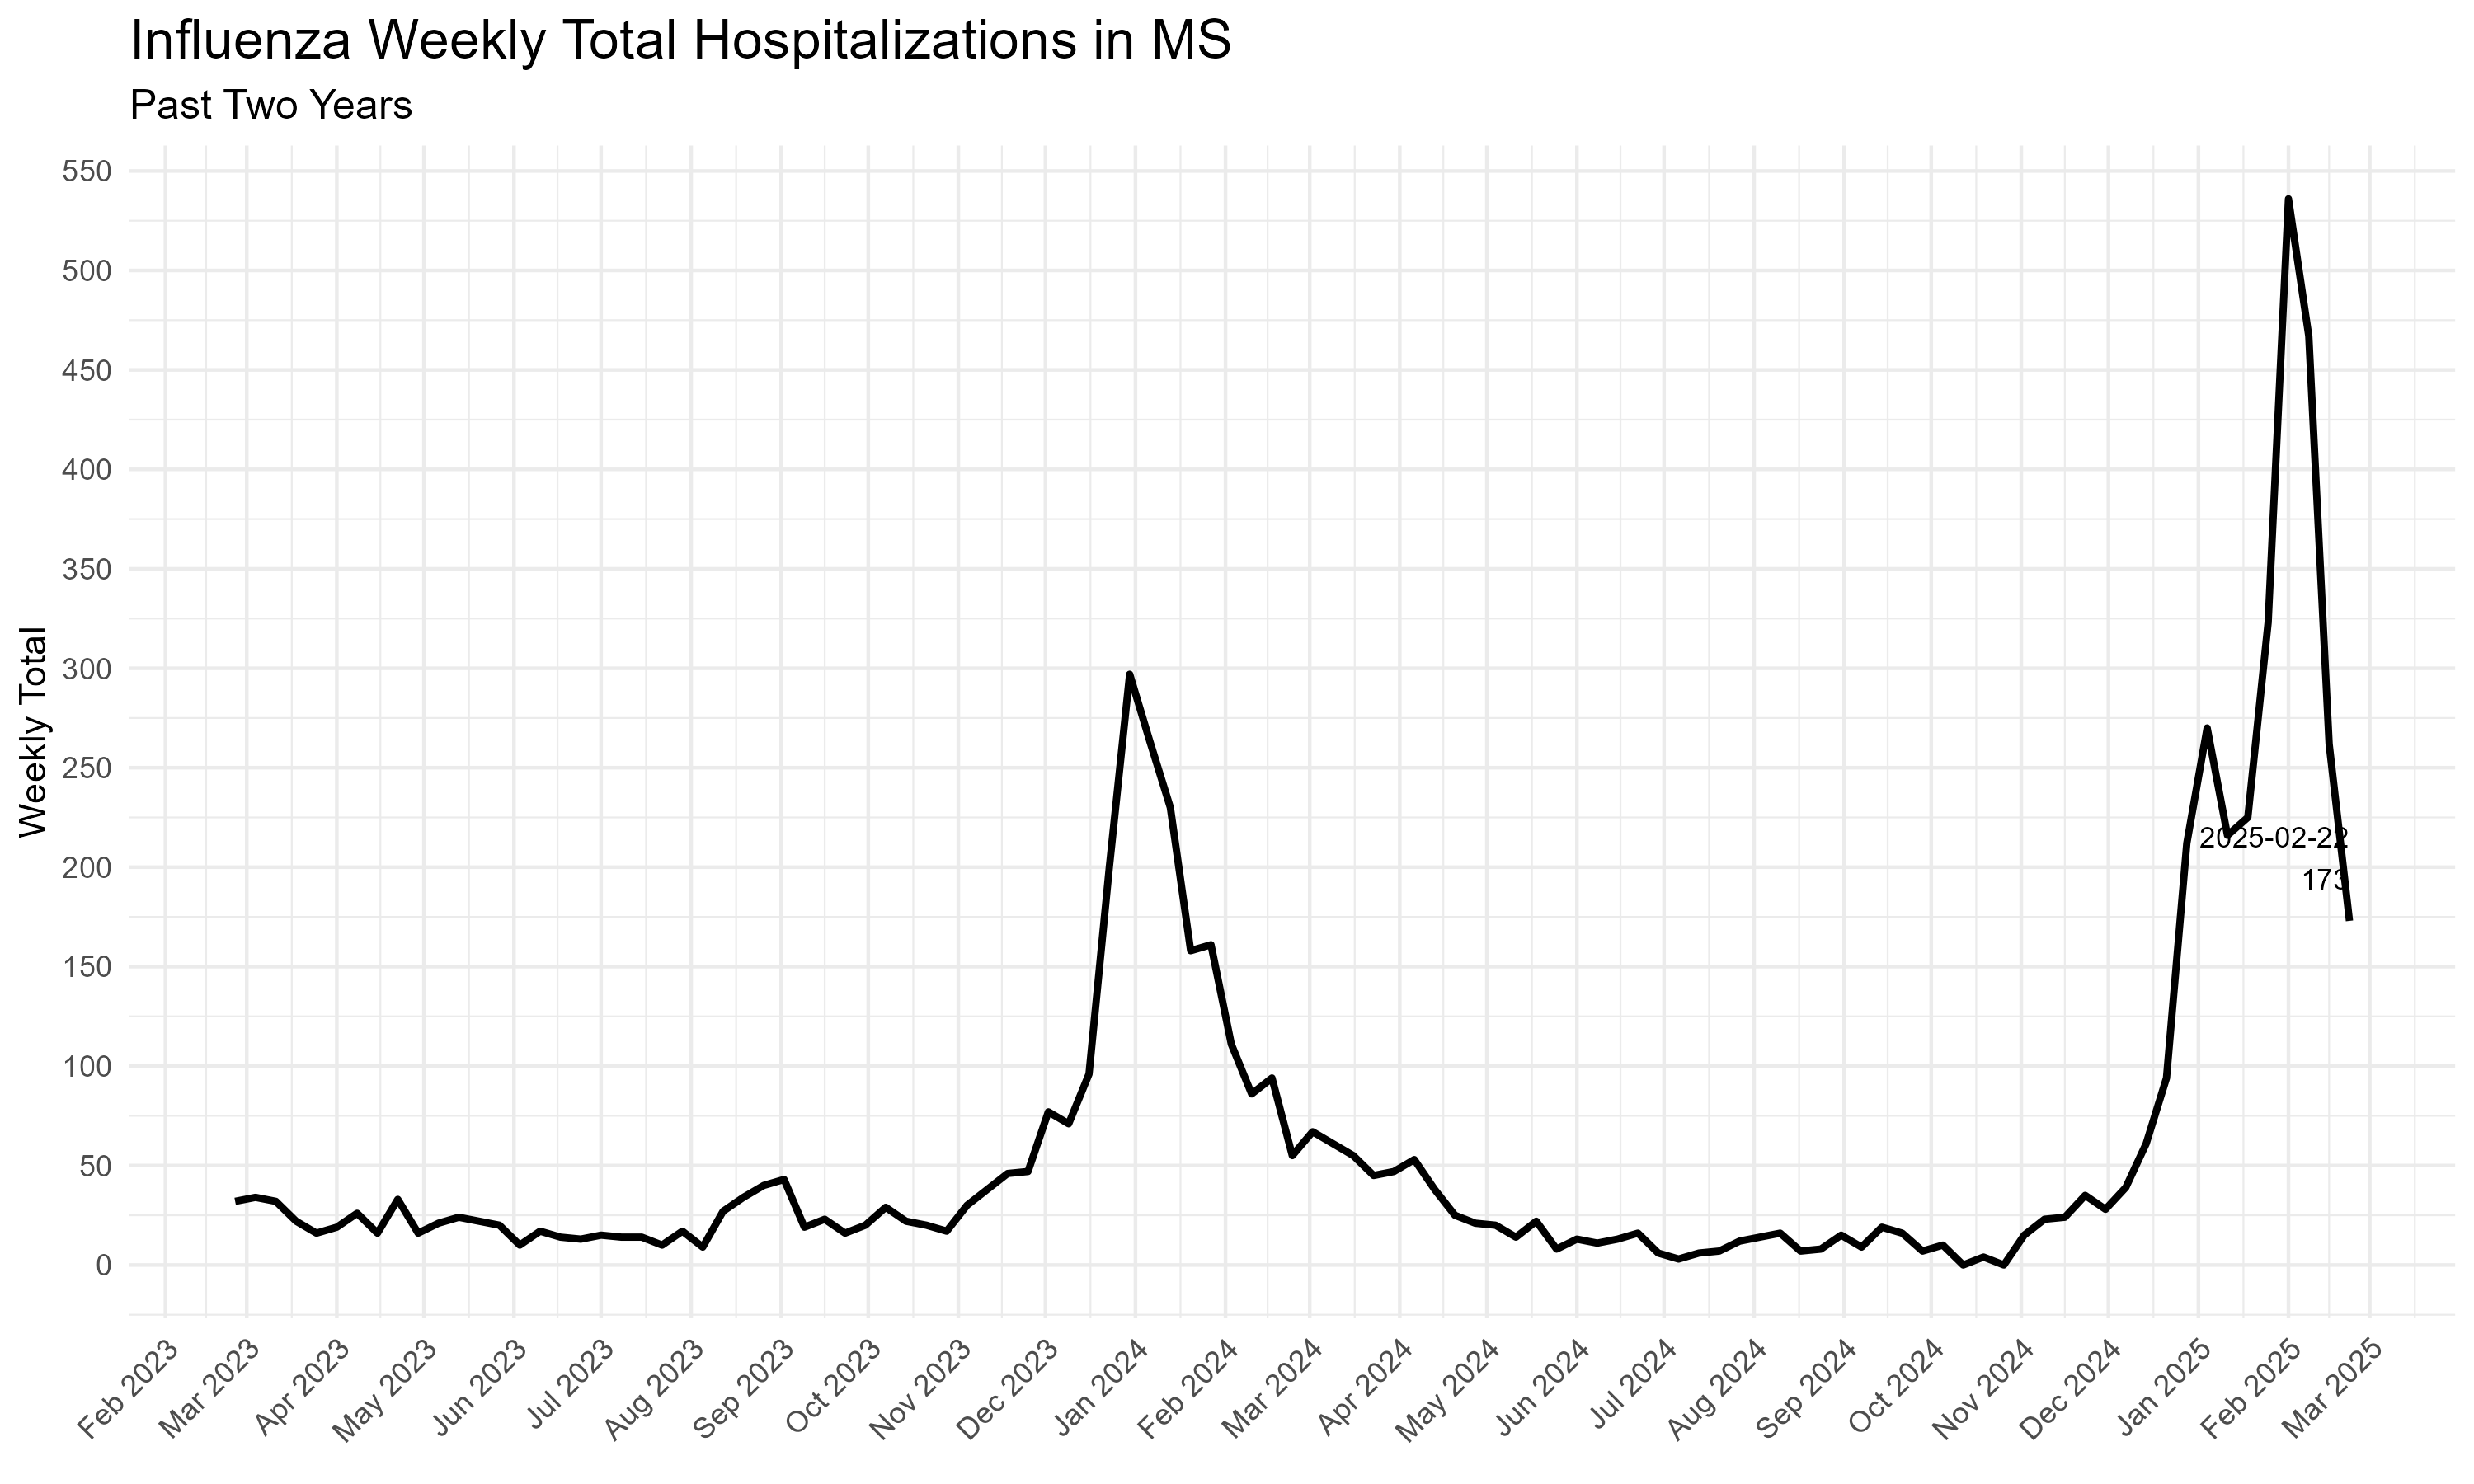 Influenza Weekly Total Hospitalizations in MS
Past Two Years
Weekly Total
550
500
450
400
350
300
250
200
150
100
50
0
2025-02-22
173
Feb 2023
Mar 2023
Apr 2023
May 2023
Jun 2023
Jul 2023
Aug 2023
Sep 2023
Oct 2023
Nov 2023
Dec 2023
Jan 2024
Feb 2024
Mar 2024
Apr 2024
May 2024
Jun 2024
Jul 2024
Aug 2024
Sep 2024
Oct 2024
Nov 2024
Dec 2024
Jan 2025
Feb 2025
Mar 2025